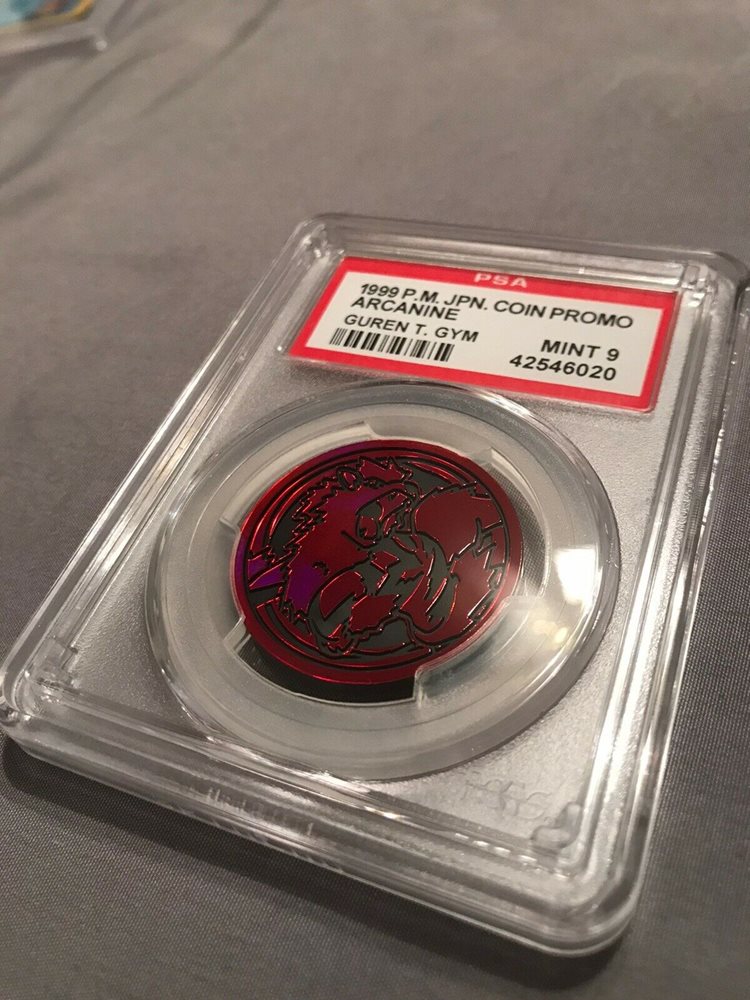 PSA
1999 P.M. JPN. COIN PROMO
ARCANINE
GUREN T. GYM
MINT 9
42546020